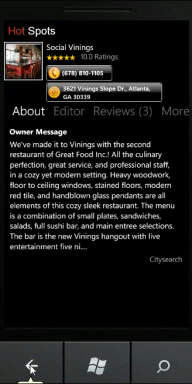 Hot Spots
Social Vinings
10.0 Ratings
(678) 810-1105
3621 Vinings Slope Dr., Atlanta,
GA 30339
About Editor Reviews (3) More
Owner Message
We've made it to Vinings with the second
restaurant of Great Food Inc.! All the culinary
perfection, great service, and professional staff,
in a cozy yet modern setting. Heavy woodwork,
floor to ceiling windows, stained floors, modern
red tile, and handblown glass pendants are all
elements of this cozy sleek restaurant. The menu
is a combination of small plates, sandwiches,
salads, full sushi bar, and main entree selections.
The bar is the new Vinings hangout with live
entertainment five ni...
Citysearch